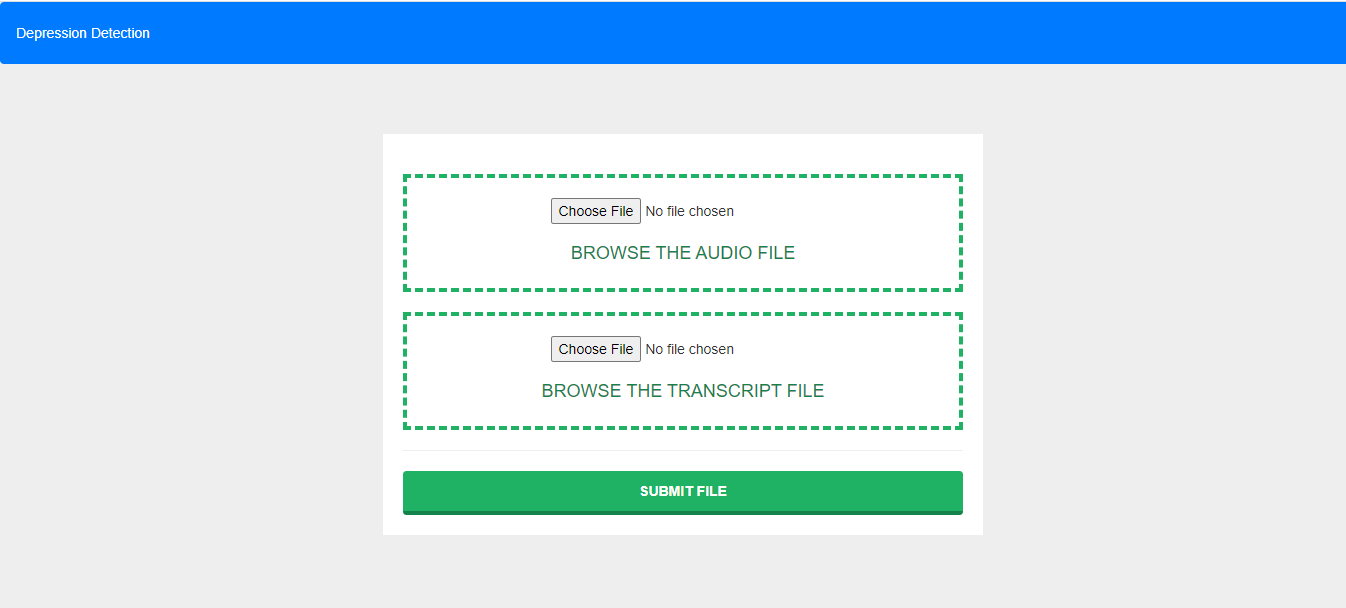 Depression Detection
Choose File No file chosen
BROWSE THE AUDIO FILE
Choose File No file chosen
BROWSE THE TRANSCRIPT FILE
SUBMIT FILE